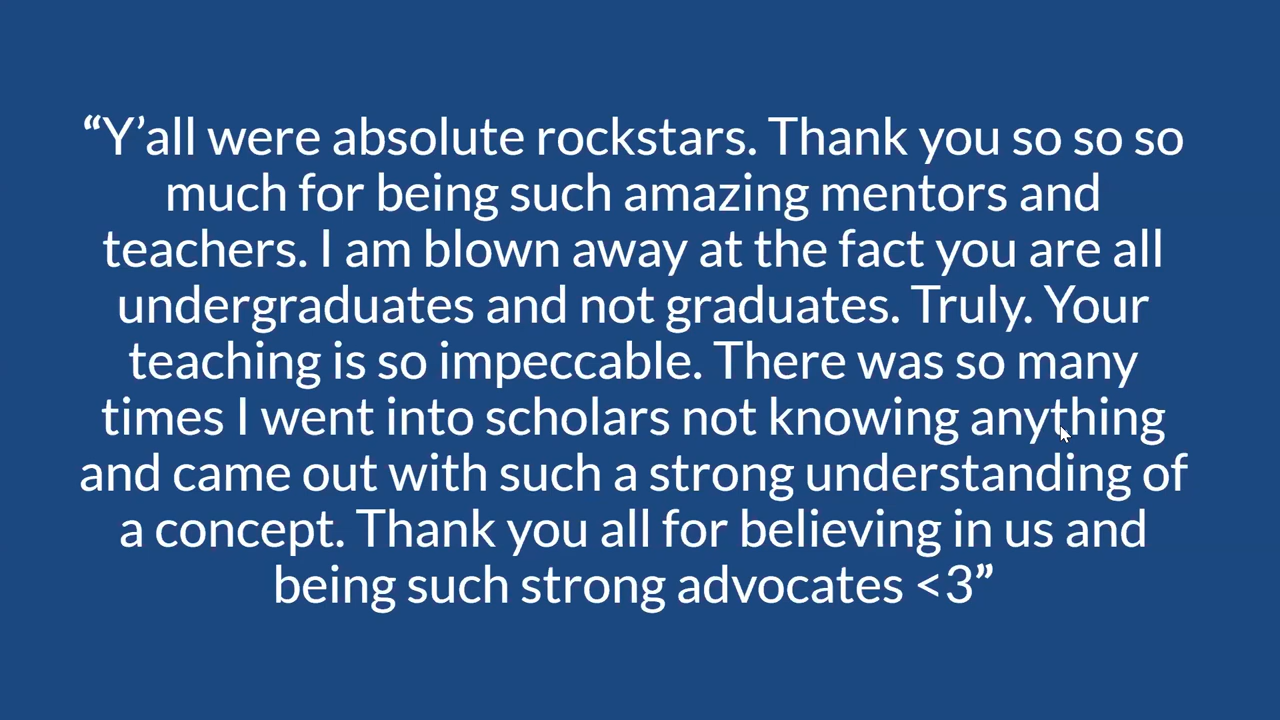 “Y’all were absolute rockstars. Thank you so so so
much for being such amazing mentors and
teachers. I am blown away at the fact you are all
undergraduates and not graduates. Truly. Your
teaching is so impeccable. There was so many
times I went into scholars not knowing anything
and came out with such a strong understanding of
a concept. Thank you all for believing in us and
being such strong advocates <3”